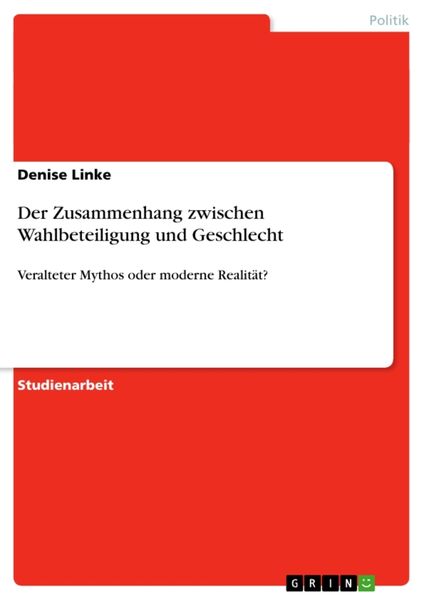 Politik
Denise Linke
Der Zusammenhang zwischen
Wahlbeteiligung und Geschlecht
Veralteter Mythos oder moderne Realität?
Studienarbeit
GRIN